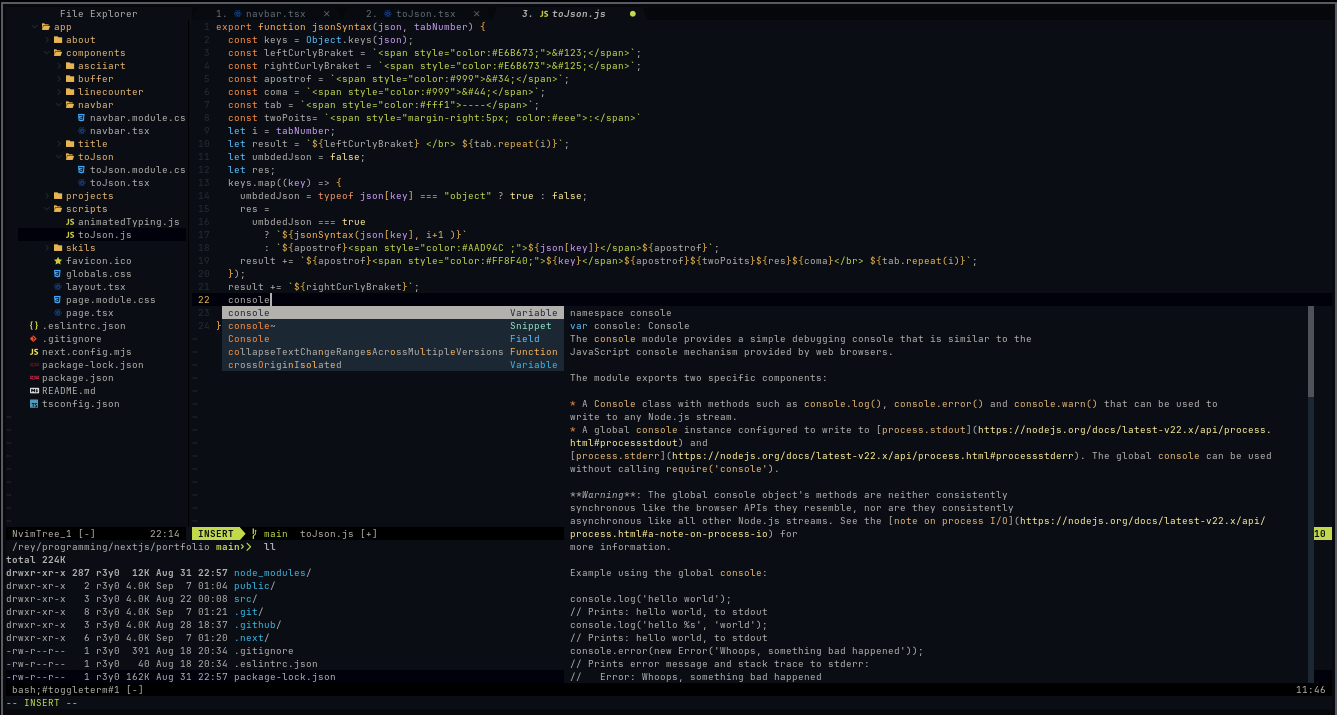 File Explorer
app
about
components
asciiart
buffer
linecounter
navbar
navbar.module.cs
navbar.tsx
title
toJson
toJson.module.cs
toJson.tsx
projects
scripts
JS animatedTyping.js
JS toJson.js
skils
favicon.ico
globals.css
layout.tsx
page.module.css
page.tsx
{} .eslintrc.json
.gitignore
JS next.config.mjs
package-lock.json
package.json
README.md
TS tsconfig.json
NvimTree_1 [-] 22:14
1. navbar.tsx × 2. toJson.tsx × 3. JS toJson.js ●
1 export function jsonSyntax(json, tabNumber) {
2 const keys = Object.keys(json);
3 const leftCurlyBraket = `<span style="color:#E6B673;">&#123;</span>`;
4 const rightCurlyBraket = `<span style="color:#E6B673">&#125;</span>`;
5 const apostrof = `<span style="color:#999">&#34;</span>`;
6 const coma = `<span style="color:#999">&#44;</span>`;
7 const tab = `<span style="color:#fff1">----</span>`;
8 const twoPoits= `<span style="margin-right:5px; color:#eee">:</span>`
9 let i = tabNumber;
10 let result = `${leftCurlyBraket} </br> ${tab.repeat(i)}`;
11 let umbdedJson = false;
12 let res;
13 keys.map((key) => {
14 umbdedJson = typeof json[key] === "object" ? true : false;
15 res =
16 umbdedJson === true
17 ? `${jsonSyntax(json[key], i+1 )}`
18 : `${apostrof}<span style="color:#AAD94C ;">${json[key]}</span>${apostrof}`;
19 result += `${apostrof}<span style="color:#FF8F40;">${key}</span>${apostrof}${twoPoits}${res}${coma}</br> ${tab.repeat(i)}`;
20 });
21 result += `${rightCurlyBraket}`;
22 console
23
24 }
console Variable
console~ Snippet
Console Field
collapseTextChangeRangesAcrossMultipleVersions Function
crossOriginIsolated Variable
namespace console
var console: Console
The console module provides a simple debugging console that is similar to the
JavaScript console mechanism provided by web browsers.
The module exports two specific components:
* A Console class with methods such as console.log(), console.error() and console.warn() that can be used to
write to any Node.js stream.
* A global console instance configured to write to [process.stdout](https://nodejs.org/docs/latest-v22.x/api/process.
html#processstdout) and
[process.stderr](https://nodejs.org/docs/latest-v22.x/api/process.html#processstderr). The global console can be used
without calling require('console').
**Warning**: The global console object's methods are neither consistently
synchronous like the browser APIs they resemble, nor are they consistently
asynchronous like all other Node.js streams. See the [note on process I/O](https://nodejs.org/docs/latest-v22.x/api/
process.html#a-note-on-process-io) for
more information.
Example using the global console:
console.log('hello world');
// Prints: hello world, to stdout
console.log('hello %s', 'world');
// Prints: hello world, to stdout
console.error(new Error('Whoops, something bad happened'));
// Prints error message and stack trace to stderr:
// Error: Whoops, something bad happened
INSERT main toJson.js [+] 10
/rey/programming/nextjs/portfolio main>❯ ll
total 224K
drwxr-xr-x 287 r3y0 12K Aug 31 22:57 node_modules/
drwxr-xr-x 2 r3y0 4.0K Sep 7 01:04 public/
drwxr-xr-x 3 r3y0 4.0K Aug 22 00:08 src/
drwxr-xr-x 8 r3y0 4.0K Sep 7 01:21 .git/
drwxr-xr-x 3 r3y0 4.0K Aug 28 18:37 .github/
drwxr-xr-x 6 r3y0 4.0K Sep 7 01:20 .next/
-rw-r--r-- 1 r3y0 391 Aug 18 20:34 .gitignore
-rw-r--r-- 1 r3y0 40 Aug 18 20:34 .eslintrc.json
-rw-r--r-- 1 r3y0 162K Aug 31 22:57 package-lock.json
bash;#toggleterm#1 [-] 11:46
-- INSERT --